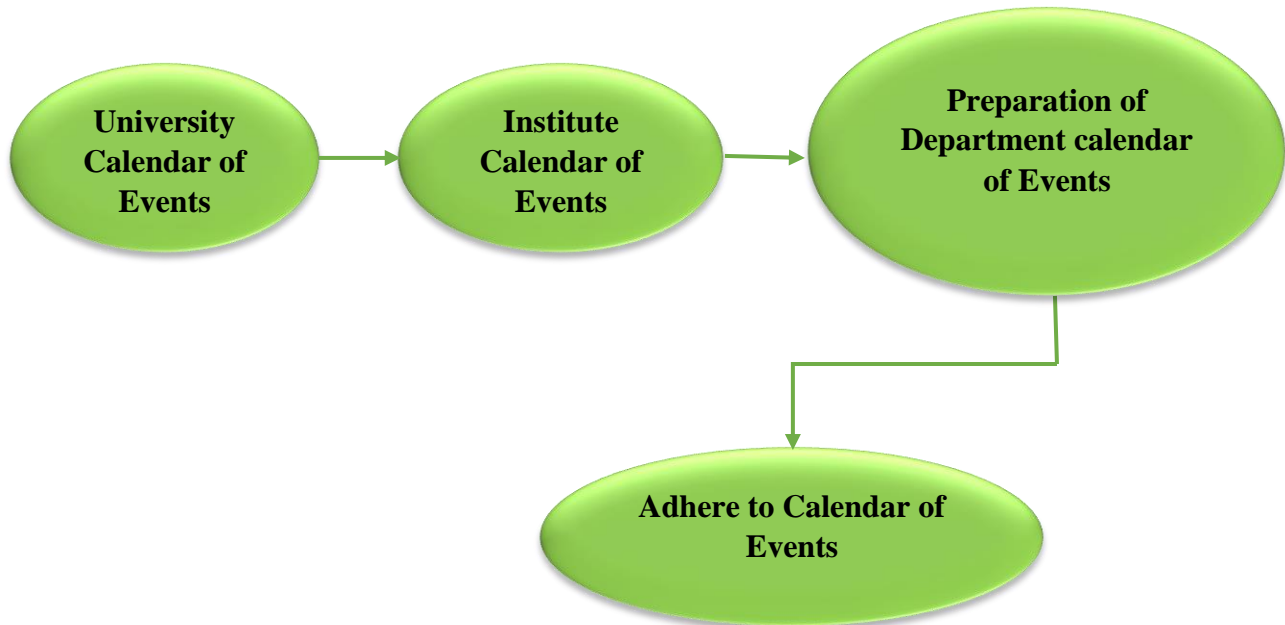 University
Calendar of
Events
Institute
Calendar of
Events
Preparation of
Department calendar
of Events
Adhere to Calendar of
Events